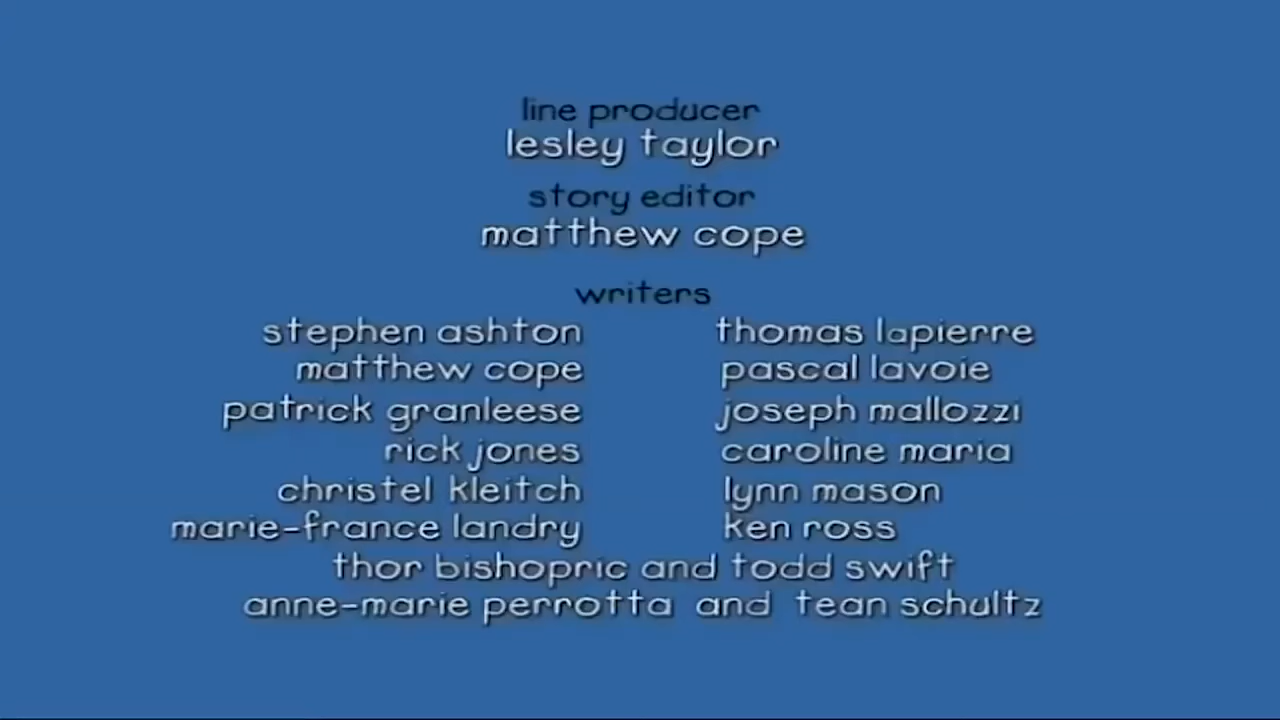 line producer
lesley taylor
story editor
matthew cope
writers
stephen ashton thomas lapierre
matthew cope pascal lavoie
patrick granleese joseph mallozzi
rick jones caroline maria
christel kleitch lynn mason
marie-france landry ken ross
thor bishopric and todd swift
anne-marie perrotta and tean schultz